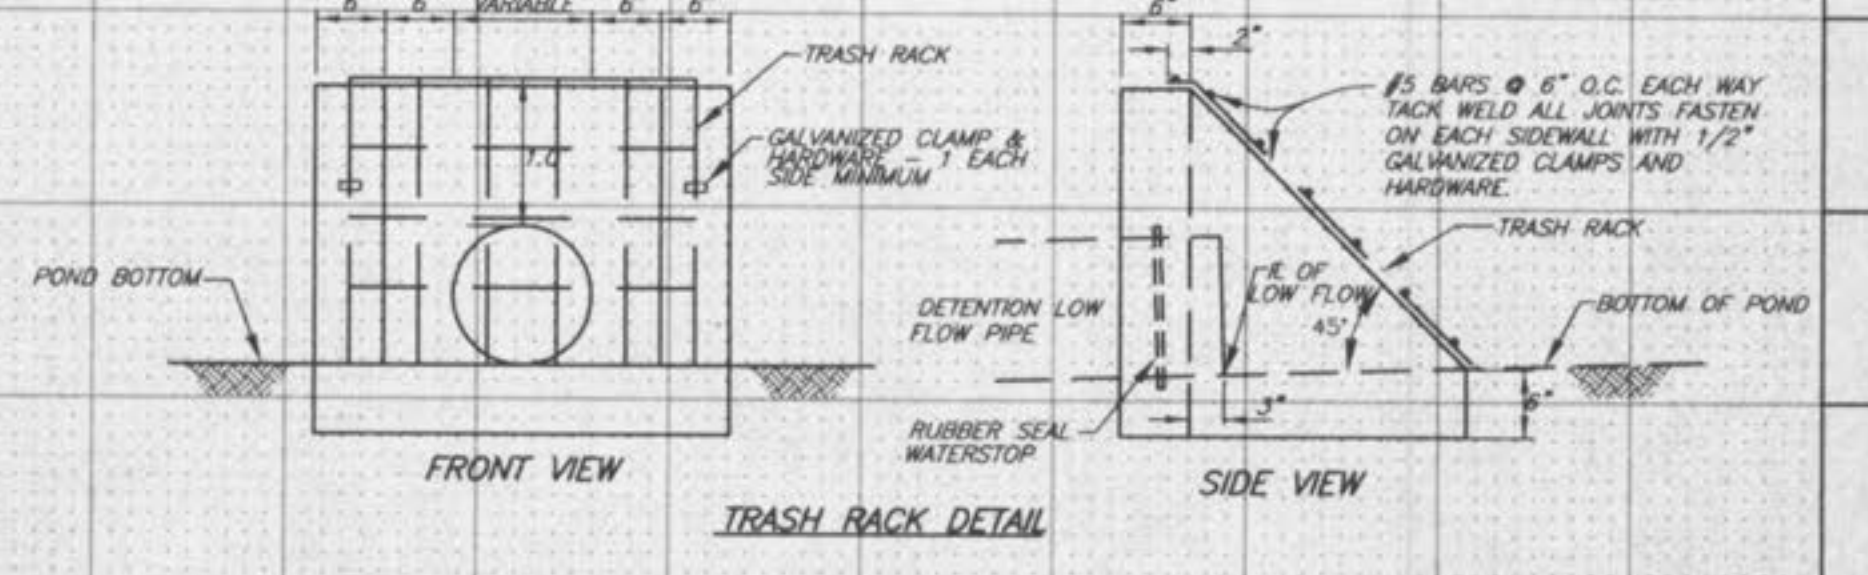 6" 6" VARIABLE 6" 6"
TRASH RACK
GALVANIZED CLAMP &
HARDWARE - 1 EACH
SIDE MINIMUM
1.0
POND BOTTOM
FRONT VIEW
6"
2"
#5 BARS @ 6" O.C. EACH WAY
TACK WELD ALL JOINTS FASTEN
ON EACH SIDEWALL WITH 1/2"
GALVANIZED CLAMPS AND
HARDWARE.
TRASH RACK
OF
LOW FLOW
45°
BOTTOM OF POND
DETENTION LOW
FLOW PIPE
3"
6"
RUBBER SEAL
WATERSTOP
SIDE VIEW
TRASH RACK DETAIL